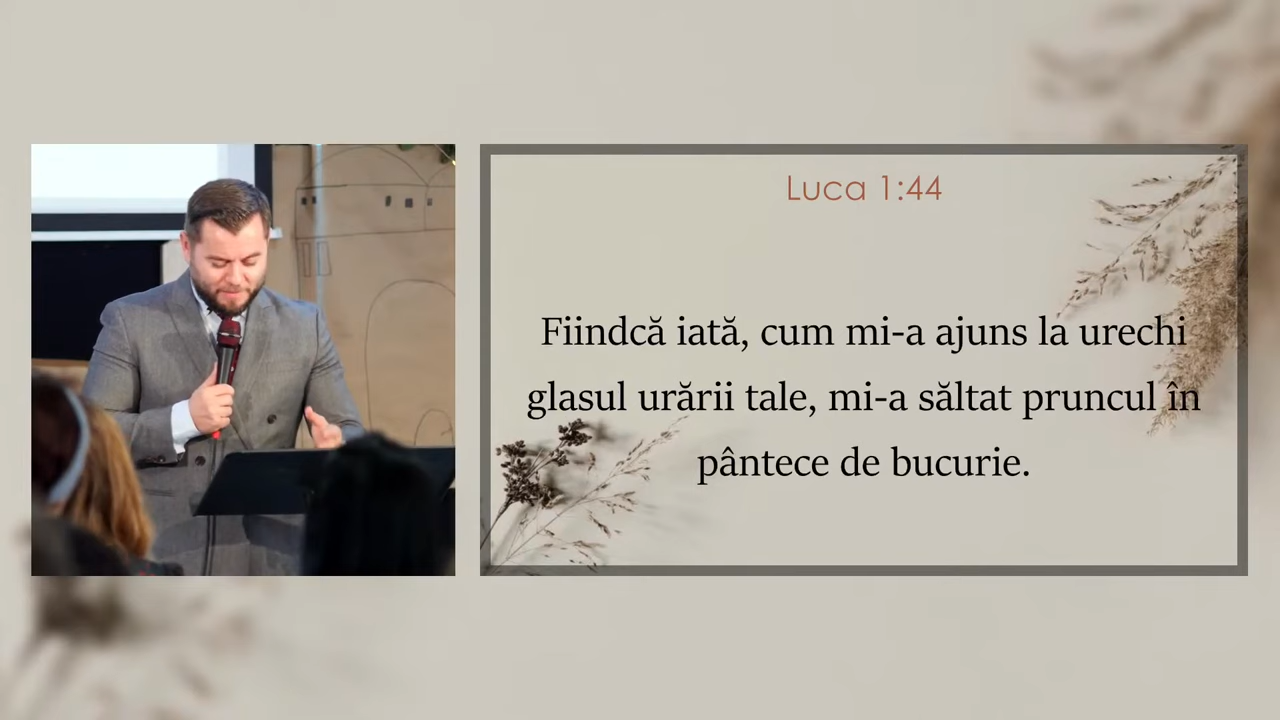 Luca 1:44
Fiindcă iată, cum mi-a ajuns la urechi
glasul urării tale, mi-a săltat pruncul în
pântece de bucurie.